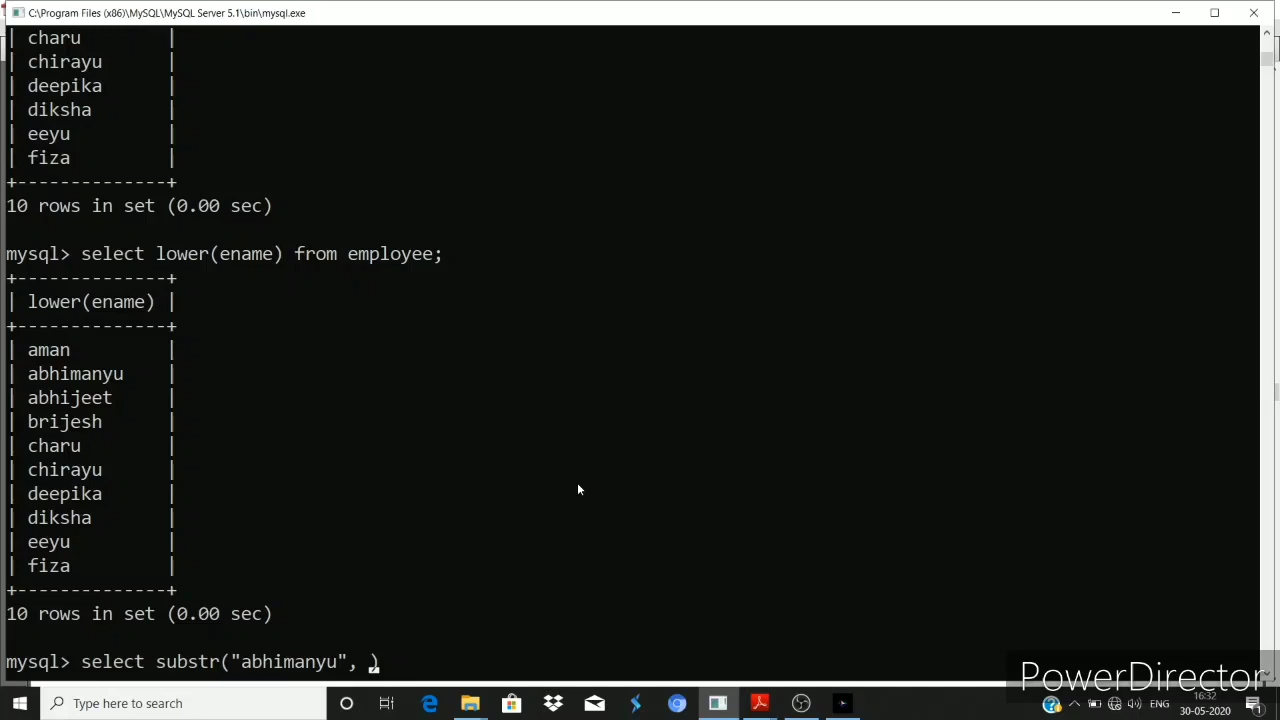 C:\Program Files (x86)\MySQL\MySQL Server 5.1\bin\mysql.exe
| charu |
| chirayu |
| deepika |
| diksha |
| eeyu |
| fiza |
+--------------+
10 rows in set (0.00 sec)
mysql> select lower(ename) from employee;
+--------------+
| lower(ename) |
+--------------+
| aman |
| abhimanyu |
| abhijeet |
| brijesh |
| charu |
| chirayu |
| deepika |
| diksha |
| eeyu |
| fiza |
+--------------+
10 rows in set (0.00 sec)
mysql> select substr("abhimanyu", )
PowerDirector
Type here to search
ENG
16:32
30-05-2020